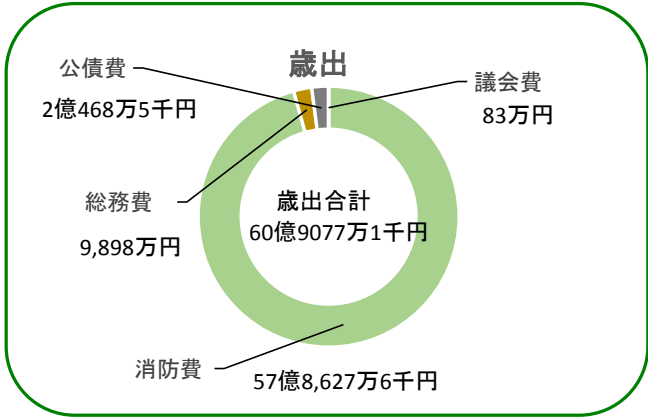 歳出
公債費
2億468万5千円
議会費
83万円
総務費
9,898万円
歳出合計
60億9077万1千円
消防費
57億8,627万6千円